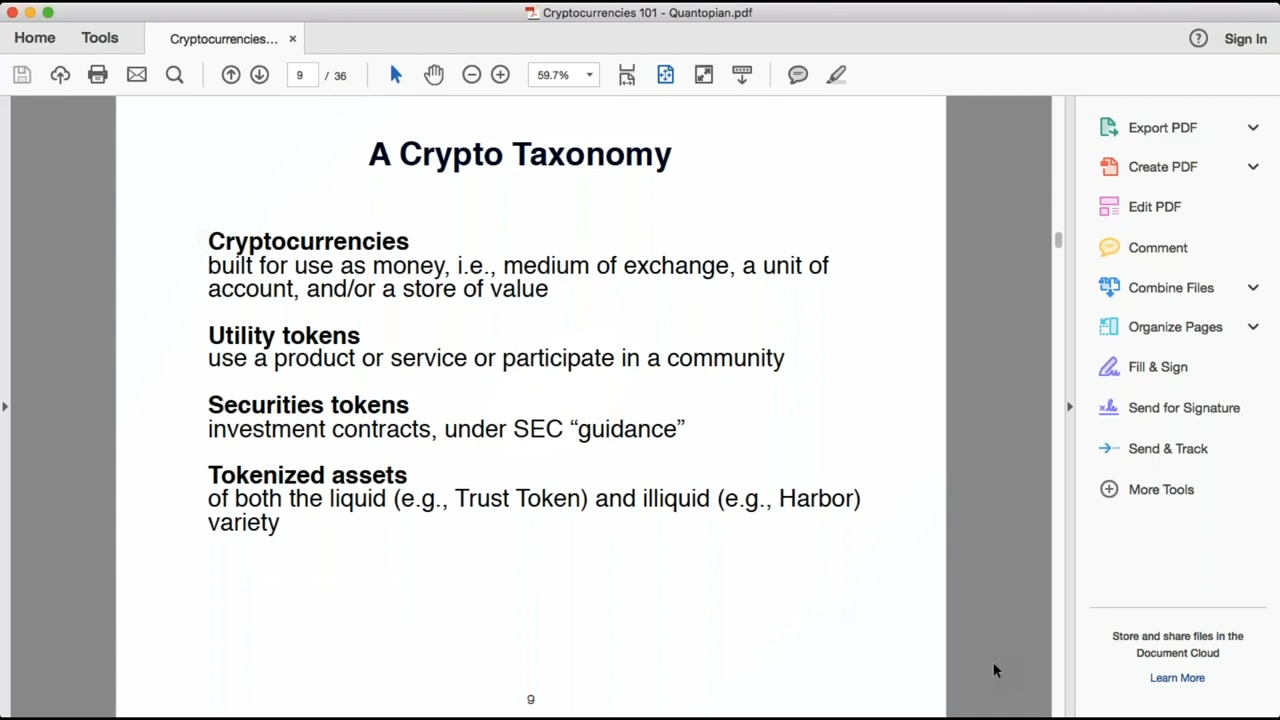 Cryptocurrencies 101 - Quantopian.pdf
Home
Tools
Cryptocurrencies... ×
? Sign In
9 / 36
59.7%
A Crypto Taxonomy
Cryptocurrencies
built for use as money, i.e., medium of exchange, a unit of
account, and/or a store of value
Utility tokens
use a product or service or participate in a community
Securities tokens
investment contracts, under SEC “guidance”
Tokenized assets
of both the liquid (e.g., Trust Token) and illiquid (e.g., Harbor)
variety
9
Export PDF
Create PDF
Edit PDF
Comment
Combine Files
Organize Pages
Fill & Sign
Send for Signature
Send & Track
More Tools
Store and share files in the
Document Cloud
Learn More